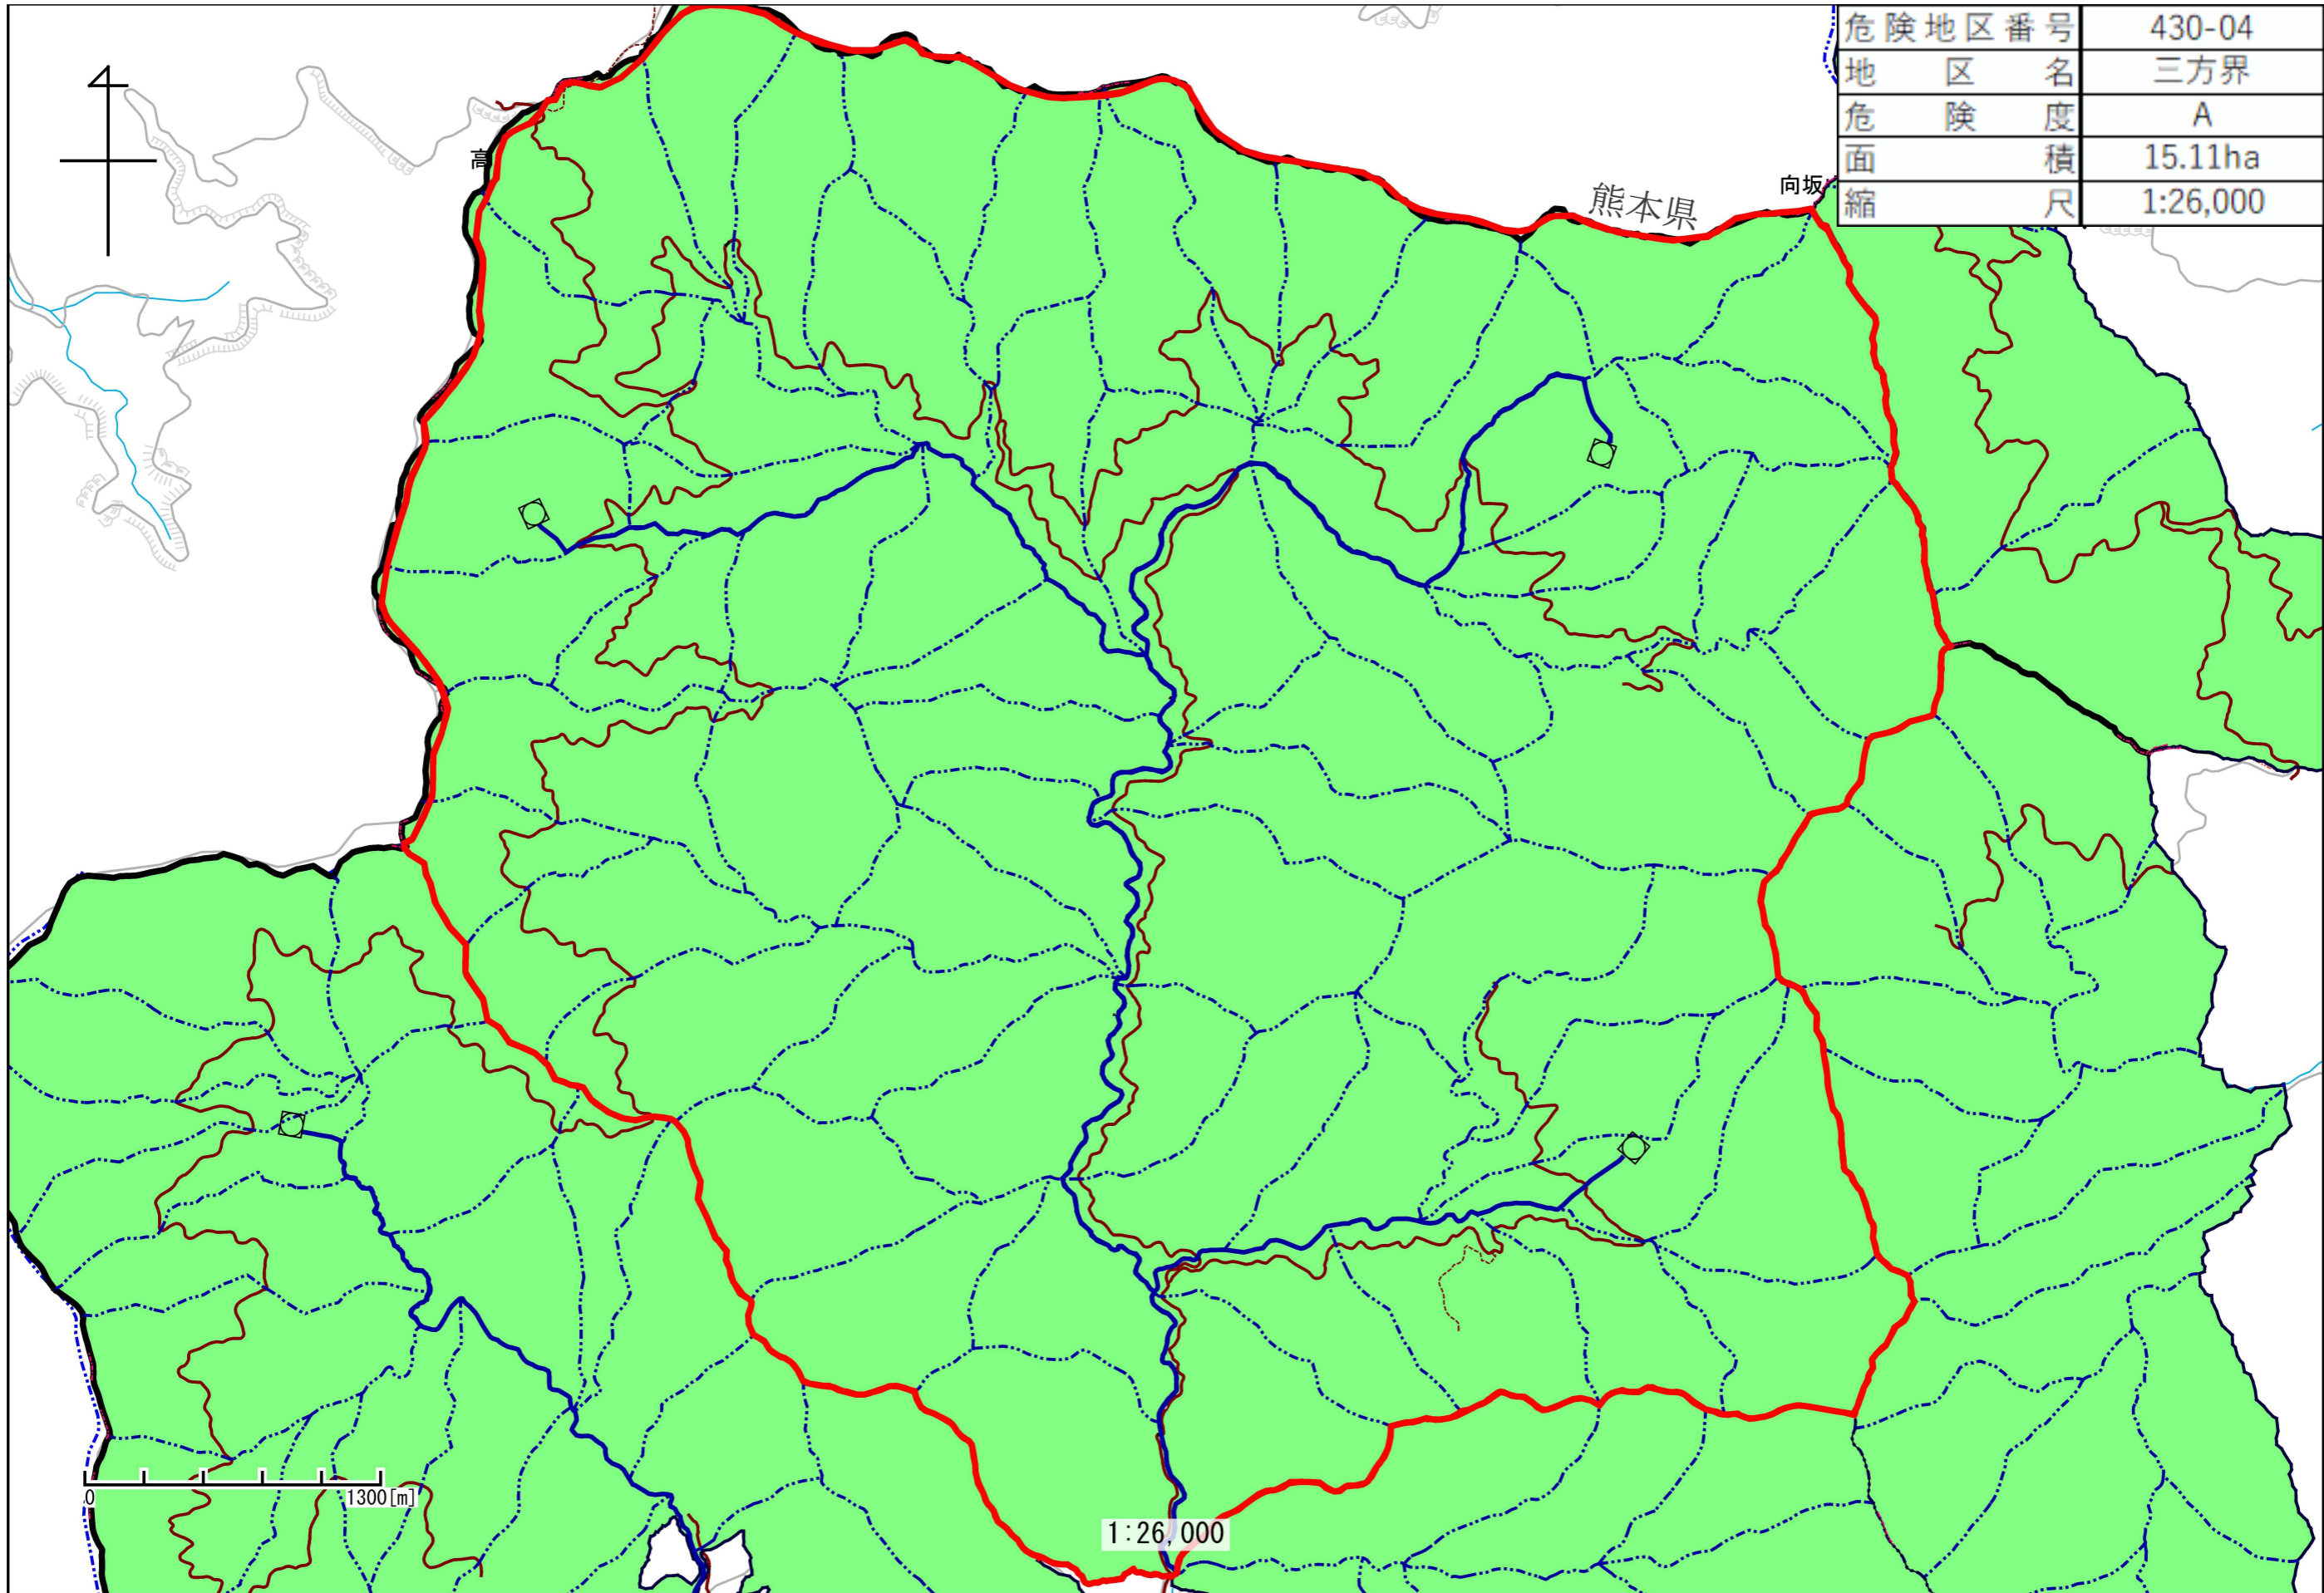 危険地区番号 430-04
地区名 三方界
危険度 A
面積 15.11ha
縮尺 1:26,000
高
向坂
熊本県
0 1300[m]
1:26,000